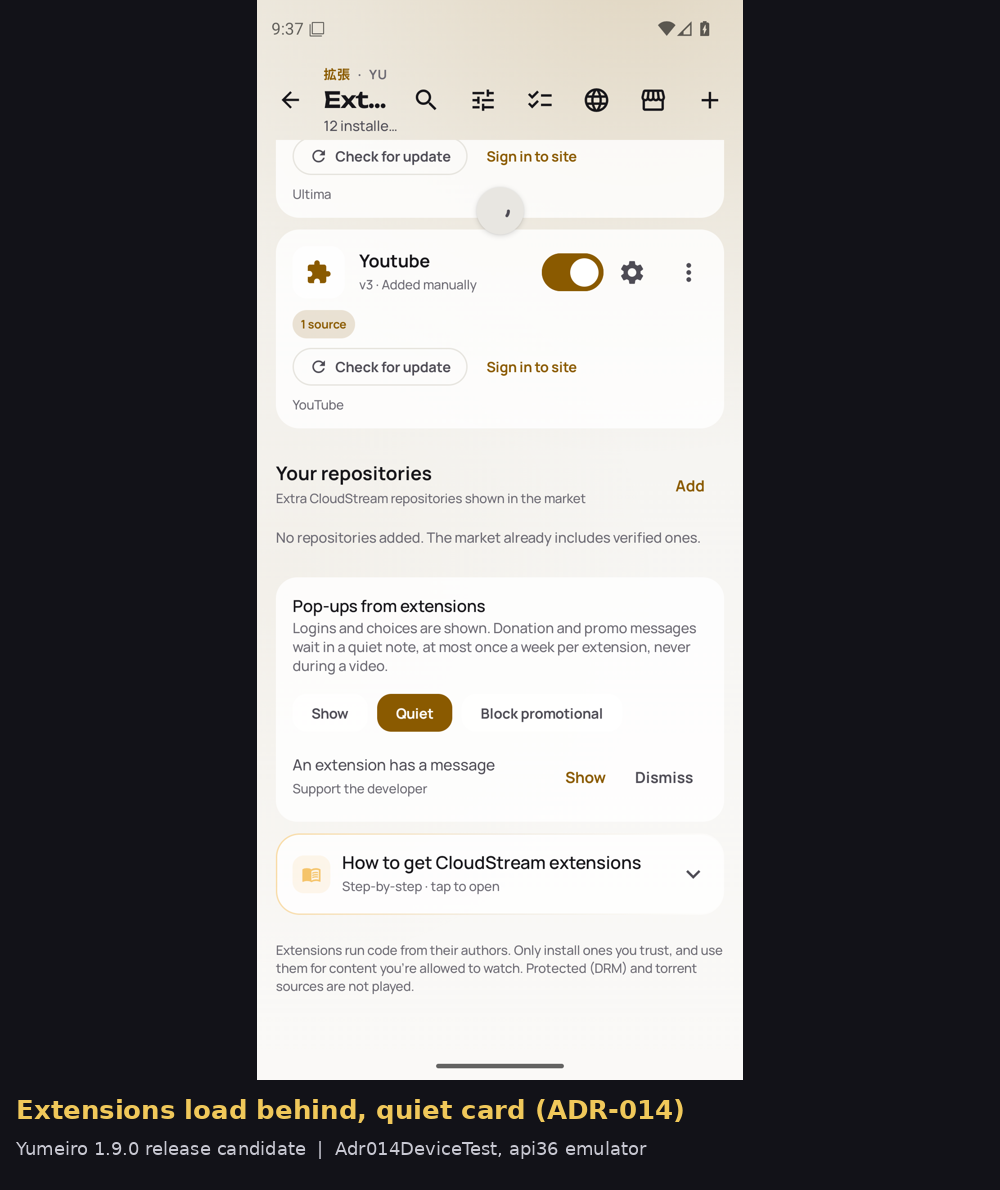 9:37
拡張 · YU
Ext...
12 installe...
Check for update
Sign in to site
Ultima
Youtube
v3 · Added manually
1 source
Check for update
Sign in to site
YouTube
Your repositories
Extra CloudStream repositories shown in the market
Add
No repositories added. The market already includes verified ones.
Pop-ups from extensions
Logins and choices are shown. Donation and promo messages
wait in a quiet note, at most once a week per extension, never
during a video.
Show
Quiet
Block promotional
An extension has a message
Support the developer
Show
Dismiss
How to get CloudStream extensions
Step-by-step · tap to open
Extensions run code from their authors. Only install ones you trust, and use
them for content you're allowed to watch. Protected (DRM) and torrent
sources are not played.
Extensions load behind, quiet card (ADR-014)
Yumeiro 1.9.0 release candidate | Adr014DeviceTest, api36 emulator